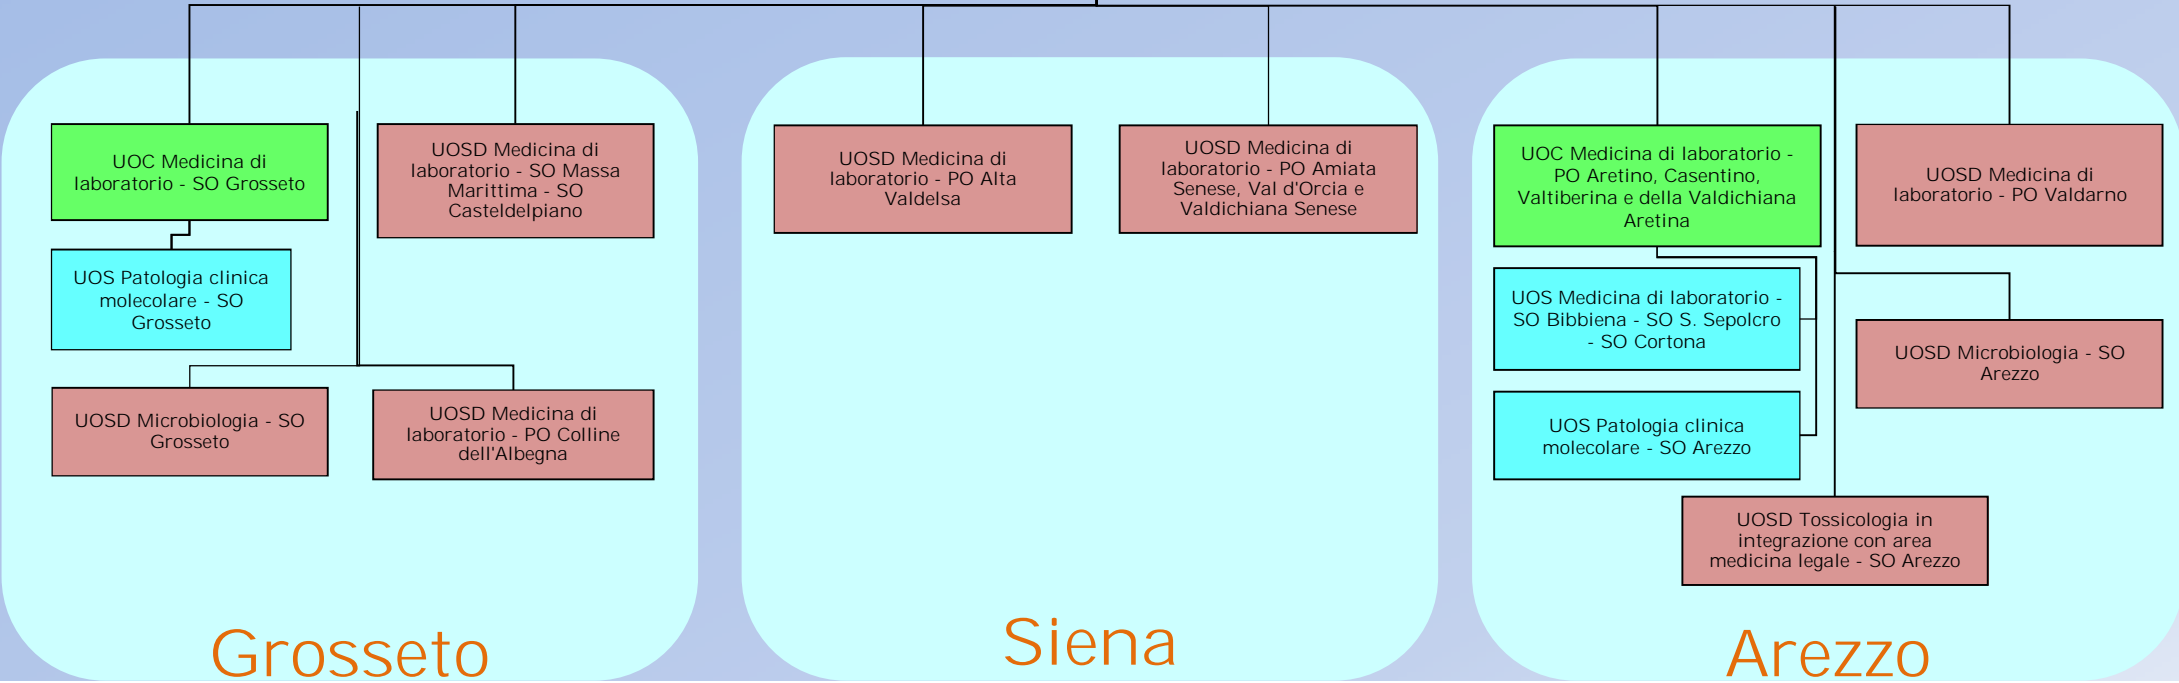 UOC Medicina di
laboratorio - SO Grosseto
UOSD Medicina di
laboratorio - SO Massa
Marittima - SO
Casteldelpiano
UOS Patologia clinica
molecolare - SO
Grosseto
UOSD Microbiologia - SO
Grosseto
UOSD Medicina di
laboratorio - PO Colline
dell'Albegna
Grosseto
UOSD Medicina di
laboratorio - PO Alta
Valdelsa
UOSD Medicina di
laboratorio - PO Amiata
Senese, Val d'Orcia e
Valdichiana Senese
Siena
UOC Medicina di laboratorio -
PO Aretino, Casentino,
Valtiberina e della Valdichiana
Aretina
UOSD Medicina di
laboratorio - PO Valdarno
UOS Medicina di laboratorio -
SO Bibbiena - SO S. Sepolcro
- SO Cortona
UOSD Microbiologia - SO
Arezzo
UOS Patologia clinica
molecolare - SO Arezzo
UOSD Tossicologia in
integrazione con area
medicina legale - SO Arezzo
Arezzo